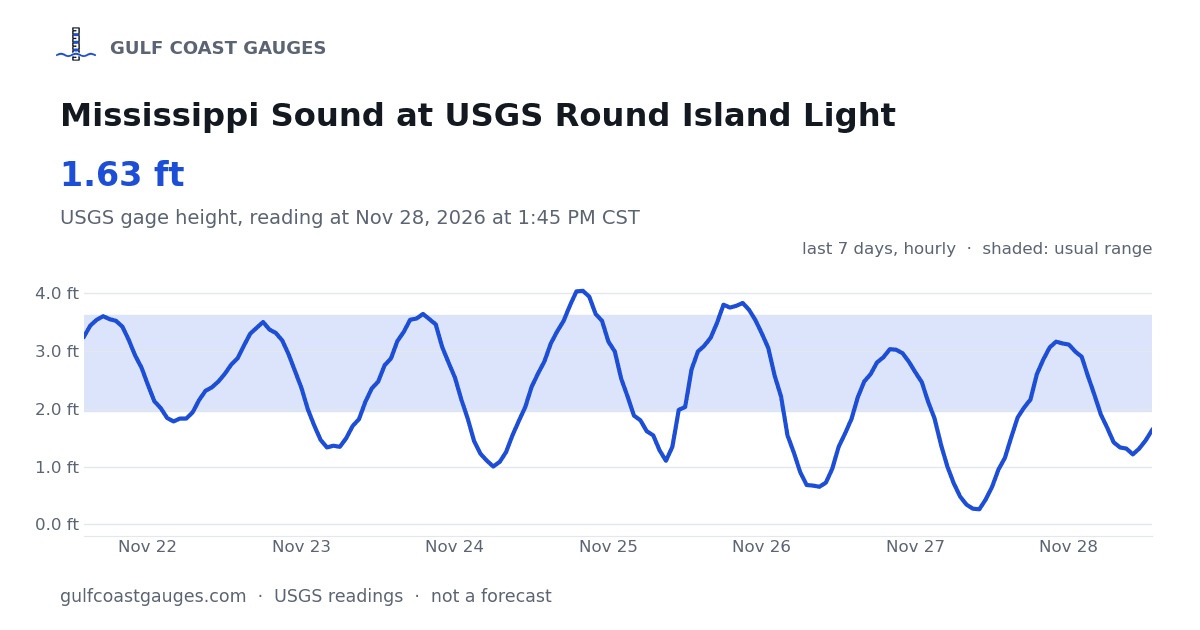 GULF COAST GAUGES
Mississippi Sound at USGS Round Island Light
1.63 ft
USGS gage height, reading at Nov 28, 2026 at 1:45 PM CST
last 7 days, hourly · shaded: usual range
4.0 ft
3.0 ft
2.0 ft
1.0 ft
0.0 ft
Nov 22 Nov 23 Nov 24 Nov 25 Nov 26 Nov 27 Nov 28
gulfcoastgauges.com · USGS readings · not a forecast